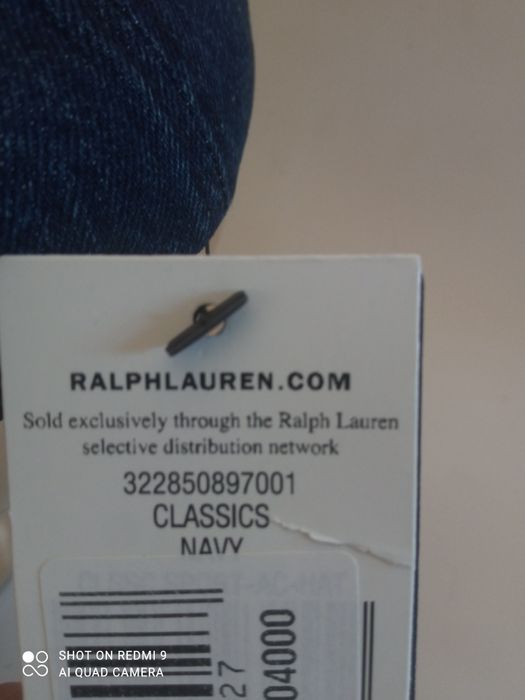 RALPHLAUREN.COM
Sold exclusively through the Ralph Lauren
selective distribution network
322850897001
CLASSICS
NAVY
27
04000
SHOT ON REDMI 9
AI QUAD CAMERA